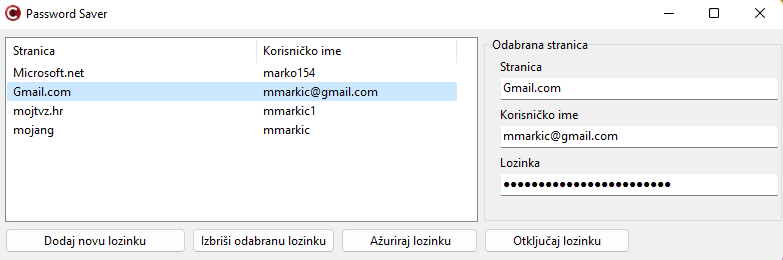 Password Saver
Stranica Korisničko ime
Microsoft.net marko154
Gmail.com mmarkic@gmail.com
mojtvz.hr mmarkic1
mojang mmarkic
Odabrana stranica
Stranica
Gmail.com
Korisničko ime
mmarkic@gmail.com
Lozinka
●●●●●●●●●●●●●●●●●●●●●●●●
Dodaj novu lozinku Izbriši odabranu lozinku Ažuriraj lozinku Otključaj lozinku